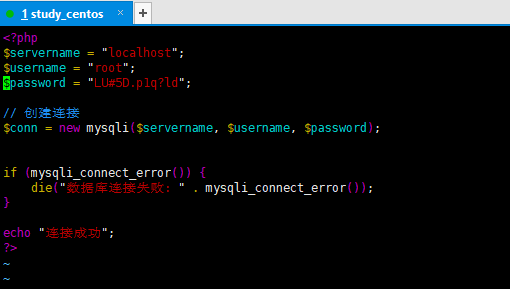 1 study_centos × +
<?php
$servername = "localhost";
$username = "root";
$password = "LU#5D.p1q?ld";
// 创建连接
$conn = new mysqli($servername, $username, $password);
if (mysqli_connect_error()) {
die("数据库连接失败: " . mysqli_connect_error());
}
echo "连接成功";
?>
~
~